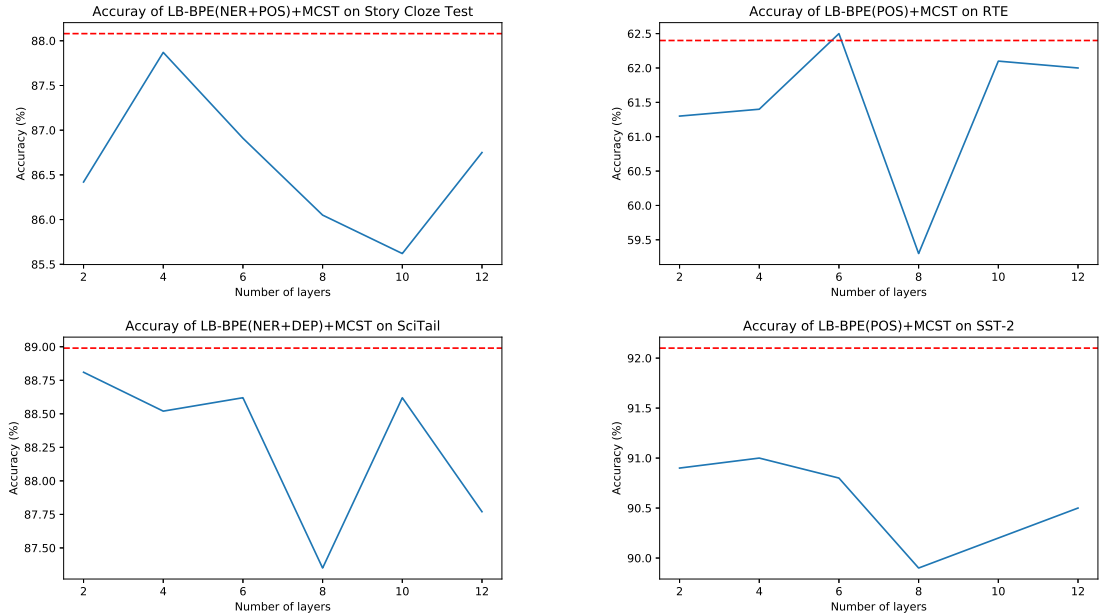 Accuray of LB-BPE(NER+POS)+MCST on Story Cloze Test
Accuracy (%)
88.0
87.5
87.0
86.5
86.0
85.5
2 4 6 8 10 12
Number of layers
Accuray of LB-BPE(POS)+MCST on RTE
Accuracy (%)
62.5
62.0
61.5
61.0
60.5
60.0
59.5
2 4 6 8 10 12
Number of layers
Accuray of LB-BPE(NER+DEP)+MCST on SciTail
Accuracy (%)
89.00
88.75
88.50
88.25
88.00
87.75
87.50
2 4 6 8 10 12
Number of layers
Accuray of LB-BPE(POS)+MCST on SST-2
Accuracy (%)
92.0
91.5
91.0
90.5
90.0
2 4 6 8 10 12
Number of layers